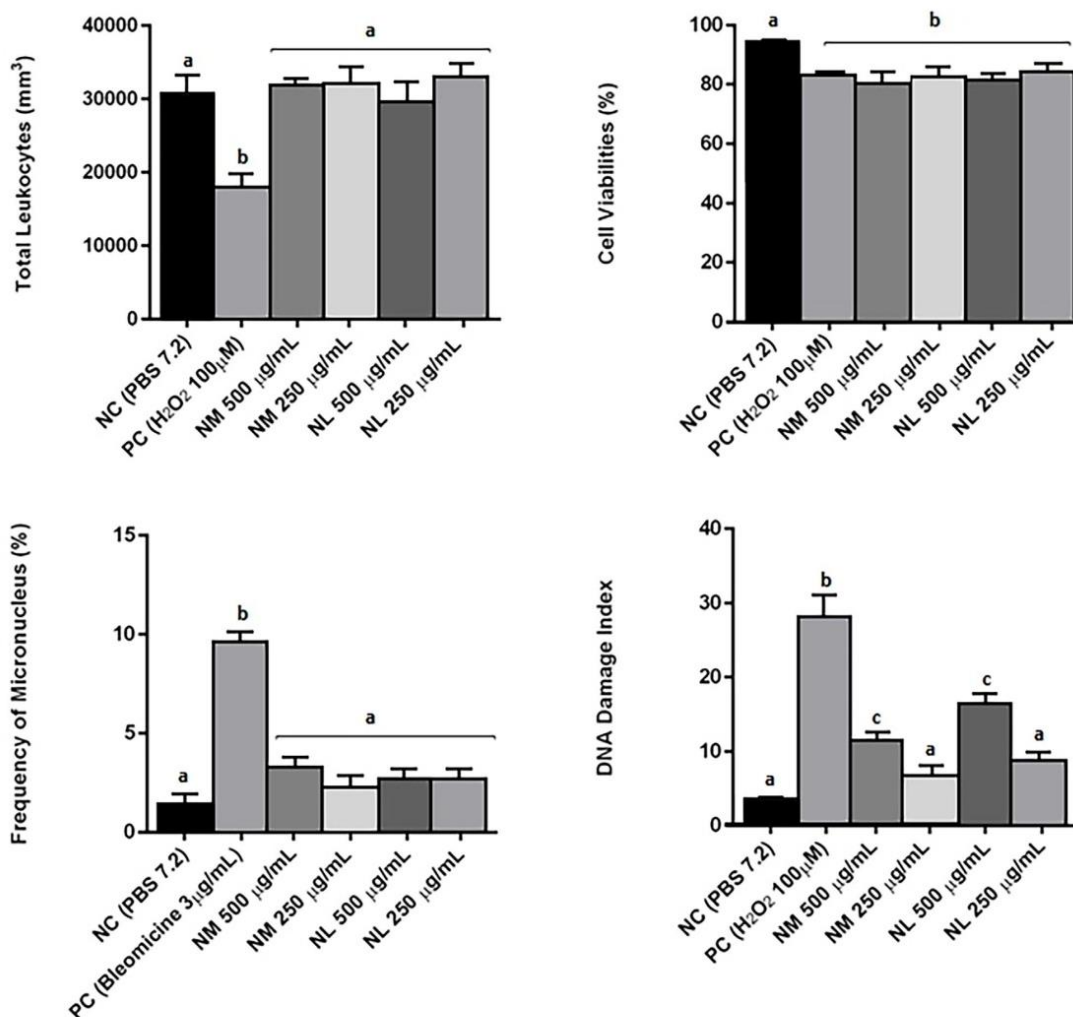 Total Leukocytes (mm³)
40000
30000
20000
10000
0
a
b
a
NC (PBS 7.2)
PC (H₂O₂ 100μM)
NM 500 μg/mL
NM 250 μg/mL
NL 500 μg/mL
NL 250 μg/mL
Cell Viabilities (%)
100
80
60
40
20
0
a
b
NC (PBS 7.2)
PC (H₂O₂ 100μM)
NM 500 μg/mL
NM 250 μg/mL
NL 500 μg/mL
NL 250 μg/mL
Frequency of Micronucleus (%)
15
10
5
0
a
b
a
NC (PBS 7.2)
PC (Bleomicine 3μg/mL)
NM 500 μg/mL
NM 250 μg/mL
NL 500 μg/mL
NL 250 μg/mL
DNA Damage Index
40
30
20
10
0
a
b
c
a
c
a
NC (PBS 7.2)
PC (H₂O₂ 100μM)
NM 500 μg/mL
NM 250 μg/mL
NL 500 μg/mL
NL 250 μg/mL